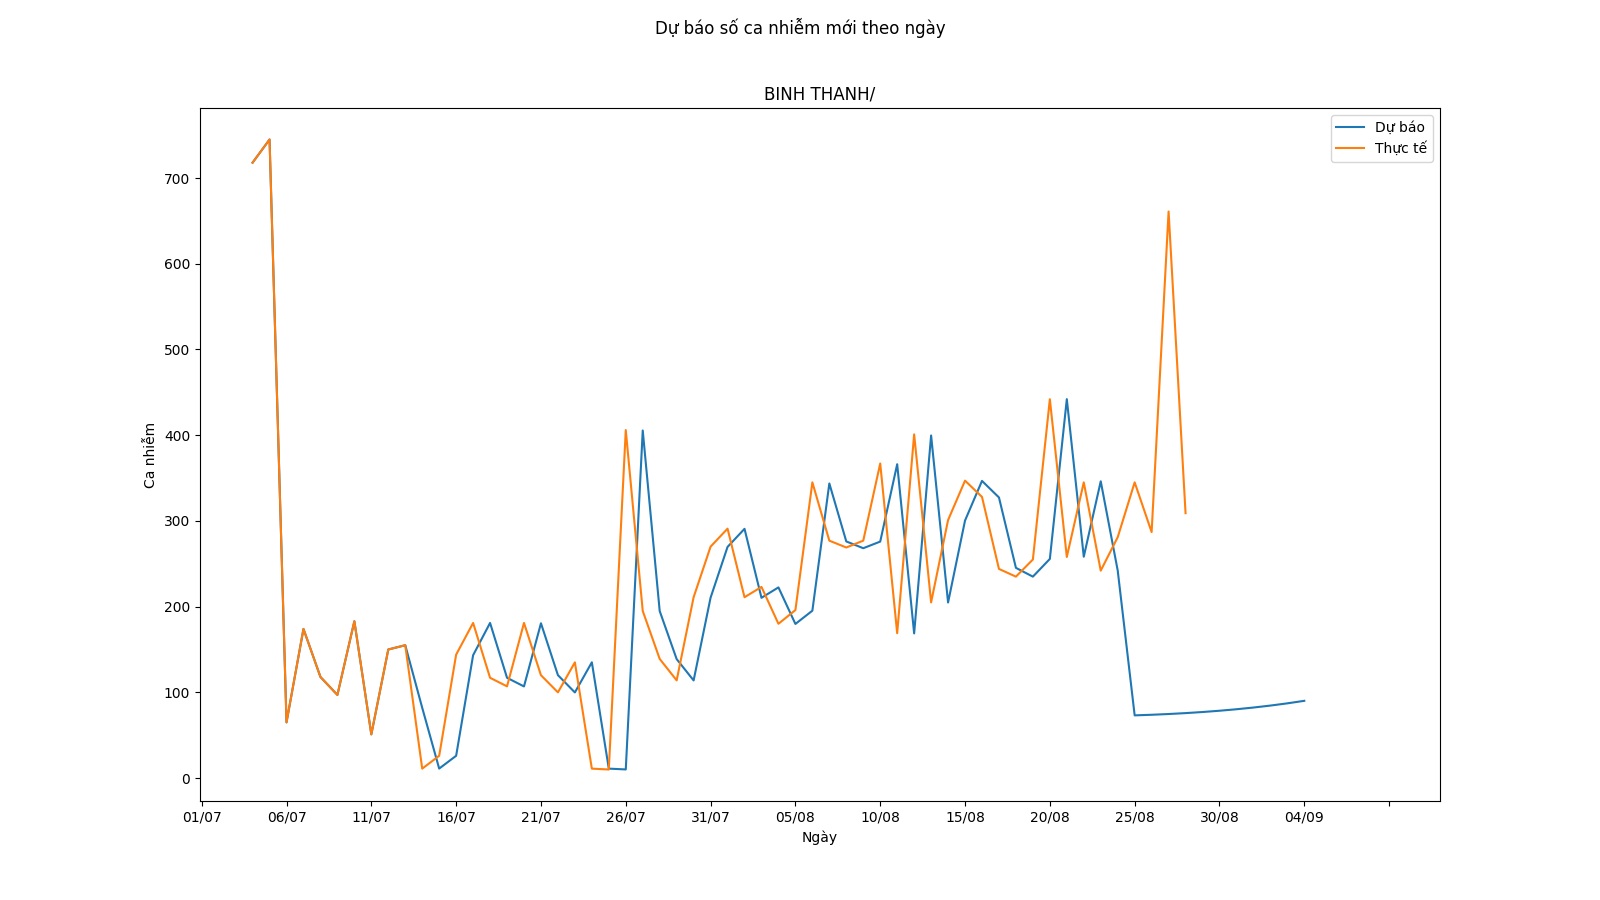 Dự báo số ca nhiễm mới theo ngày
BINH THANH/
Dự báo
Thực tế
Ca nhiễm
700
600
500
400
300
200
100
0
01/07 06/07 11/07 16/07 21/07 26/07 31/07 05/08 10/08 15/08 20/08 25/08 30/08 04/09
Ngày